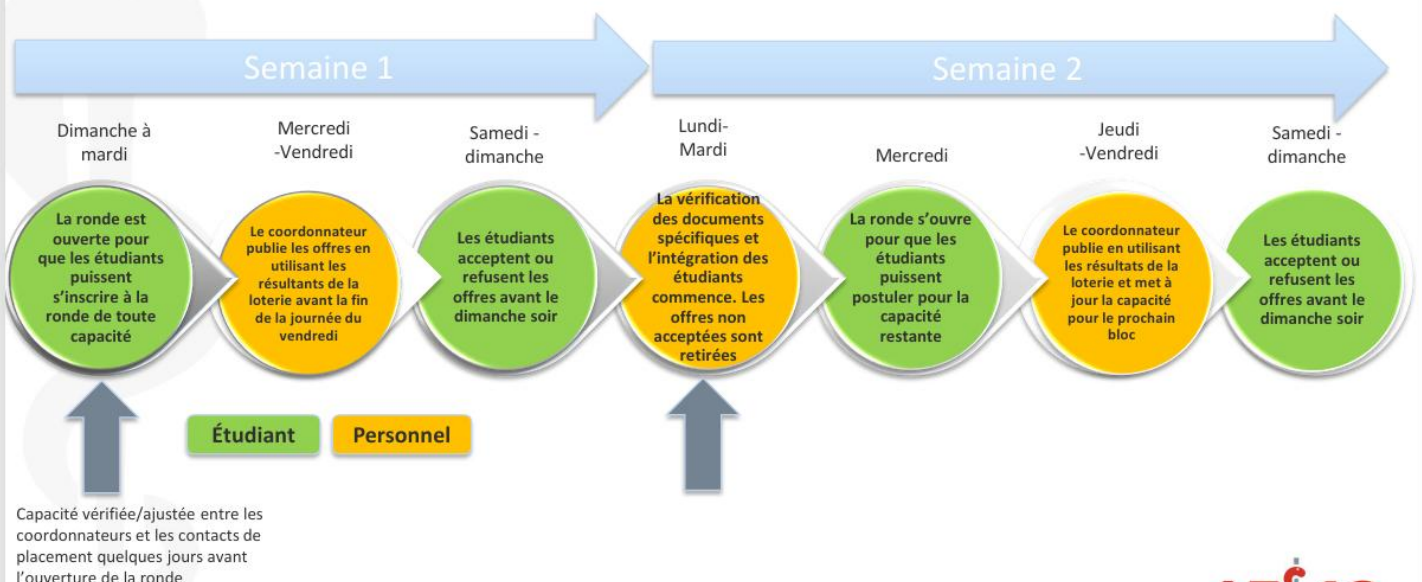 Semaine 1
Semaine 2
Dimanche à
mardi
Mercredi
-Vendredi
Samedi -
dimanche
Lundi-
Mardi
Mercredi
Jeudi
-Vendredi
Samedi -
dimanche
La ronde est
ouverte pour
que les étudiants
puissent
s’inscrire à la
ronde de toute
capacité
Le coordonnateur
publie les offres en
utilisant les
résultants de la
loterie avant la fin
de la journée du
vendredi
Les étudiants
acceptent ou
refusent les
offres avant le
dimanche soir
La vérification
des documents
spécifiques et
l’intégration des
étudiants
commence. Les
offres non
acceptées sont
retirées
La ronde s’ouvre
pour que les
étudiants
puissent
postuler pour la
capacité
restante
Le coordonnateur
publie en utilisant
les résultats de la
loterie et met à
jour la capacité
pour le prochain
bloc
Les étudiants
acceptent ou
refusent les
offres avant le
dimanche soir
Étudiant
Personnel
Capacité vérifiée/ajustée entre les
coordonnateurs et les contacts de
placement quelques jours avant
l’ouverture de la ronde